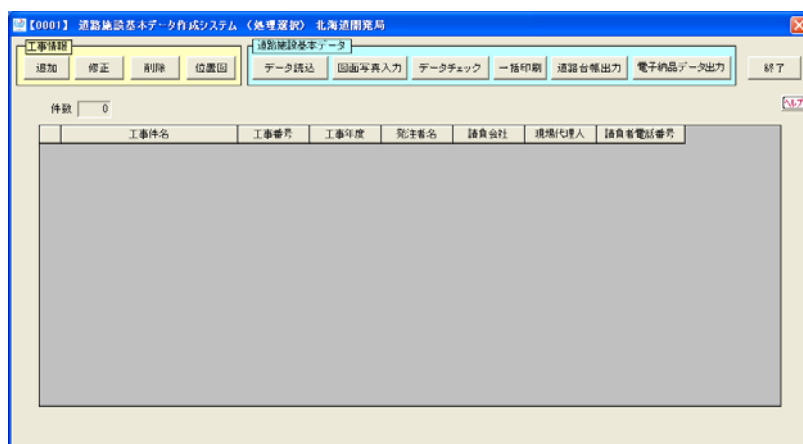 【0001】 道路施設基本データ作成システム 〈処理選択〉 北海道開発局
工事情報
道路施設基本データ
追加 修正 削除 位置図 データ読込 図面写真入力 データチェック 一括印刷 道路台帳出力 電子納品データ出力 終了
件数 0
ヘルプ
工事件名 工事番号 工事年度 発注者名 請負会社 現場代理人 請負者電話番号